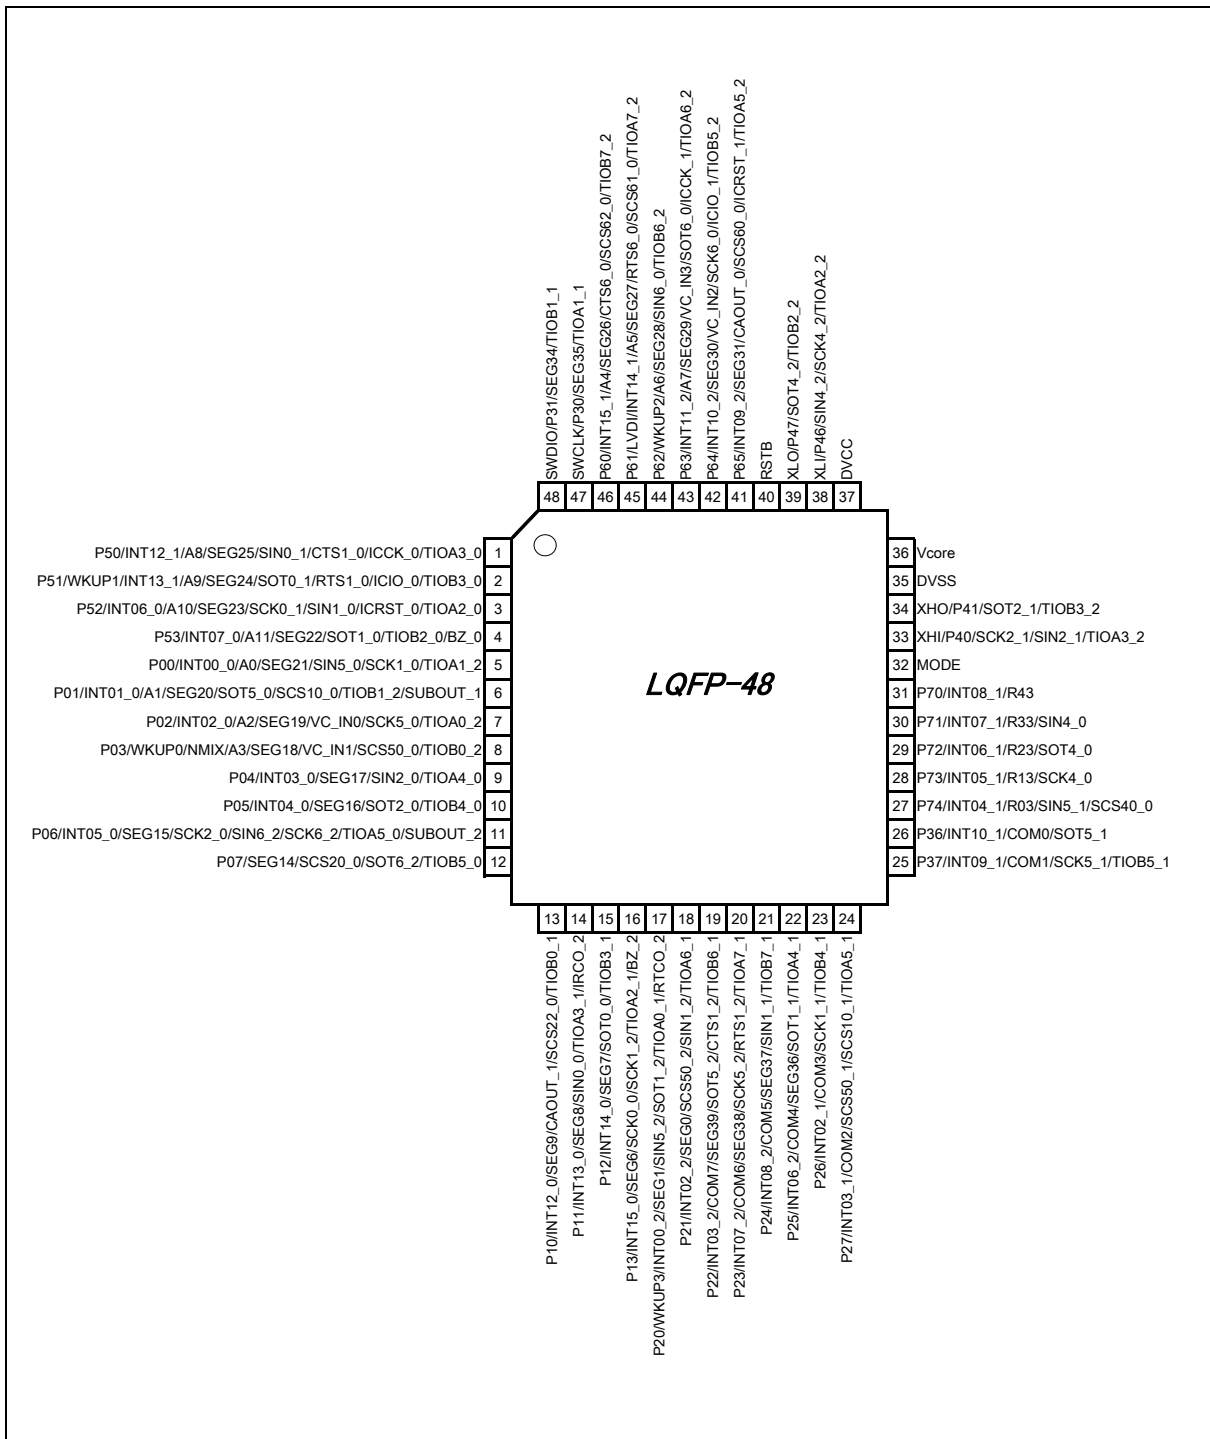 SWDIO/P31/SEG34/TIOB1_1
SWCLK/P30/SEG35/TIOA1_1
P60/INT15_1/A4/SEG26/CTS6_0/SCS62_0/TIOB7_2
P61/LVDI/INT14_1/A5/SEG27/RTS6_0/SCS61_0/TIOA7_2
P62/WKUP2/A6/SEG28/SIN6_0/TIOB6_2
P63/INT11_2/A7/SEG29/VC_IN3/SOT6_0/ICCK_1/TIOA6_2
P64/INT10_2/SEG30/VC_IN2/SCK6_0/ICIO_1/TIOB5_2
P65/INT09_2/SEG31/CAOUT_0/SCS60_0/ICRST_1/TIOA5_2
RSTB
XLO/P47/SOT4_2/TIOB2_2
XLI/P46/SIN4_2/SCK4_2/TIOA2_2
DVCC
48 47 46 45 44 43 42 41 40 39 38 37
P50/INT12_1/A8/SEG25/SIN0_1/CTS1_0/ICCK_0/TIOA3_0 1
P51/WKUP1/INT13_1/A9/SEG24/SOT0_1/RTS1_0/ICIO_0/TIOB3_0 2
P52/INT06_0/A10/SEG23/SCK0_1/SIN1_0/ICRST_0/TIOA2_0 3
P53/INT07_0/A11/SEG22/SOT1_0/TIOB2_0/BZ_0 4
P00/INT00_0/A0/SEG21/SIN5_0/SCK1_0/TIOA1_2 5
P01/INT01_0/A1/SEG20/SOT5_0/SCS10_0/TIOB1_2/SUBOUT_1 6
P02/INT02_0/A2/SEG19/VC_IN0/SCK5_0/TIOA0_2 7
P03/WKUP0/NMIX/A3/SEG18/VC_IN1/SCS50_0/TIOB0_2 8
P04/INT03_0/SEG17/SIN2_0/TIOA4_0 9
P05/INT04_0/SEG16/SOT2_0/TIOB4_0 10
P06/INT05_0/SEG15/SCK2_0/SIN6_2/SCK6_2/TIOA5_0/SUBOUT_2 11
P07/SEG14/SCS20_0/SOT6_2/TIOB5_0 12
LQFP-48
36 Vcore
35 DVSS
34 XHO/P41/SOT2_1/TIOB3_2
33 XHI/P40/SCK2_1/SIN2_1/TIOA3_2
32 MODE
31 P70/INT08_1/R43
30 P71/INT07_1/R33/SIN4_0
29 P72/INT06_1/R23/SOT4_0
28 P73/INT05_1/R13/SCK4_0
27 P74/INT04_1/R03/SIN5_1/SCS40_0
26 P36/INT10_1/COM0/SOT5_1
25 P37/INT09_1/COM1/SCK5_1/TIOB5_1
13 14 15 16 17 18 19 20 21 22 23 24
P10/INT12_0/SEG9/CAOUT_1/SCS22_0/TIOB0_1
P11/INT13_0/SEG8/SIN0_0/TIOA3_1/IRCO_2
P12/INT14_0/SEG7/SOT0_0/TIOB3_1
P13/INT15_0/SEG6/SCK0_0/SCK1_2/TIOA2_1/BZ_2
P20/WKUP3/INT00_2/SEG1/SIN5_2/SOT1_2/TIOA0_1/RTCO_2
P21/INT02_2/SEG0/SCS50_2/SIN1_2/TIOA6_1
P22/INT03_2/COM7/SEG39/SOT5_2/CTS1_2/TIOB6_1
P23/INT07_2/COM6/SEG38/SCK5_2/RTS1_2/TIOA7_1
P24/INT08_2/COM5/SEG37/SIN1_1/TIOB7_1
P25/INT06_2/COM4/SEG36/SOT1_1/TIOA4_1
P26/INT02_1/COM3/SCK1_1/TIOB4_1
P27/INT03_1/COM2/SCS50_1/SCS10_1/TIOA5_1